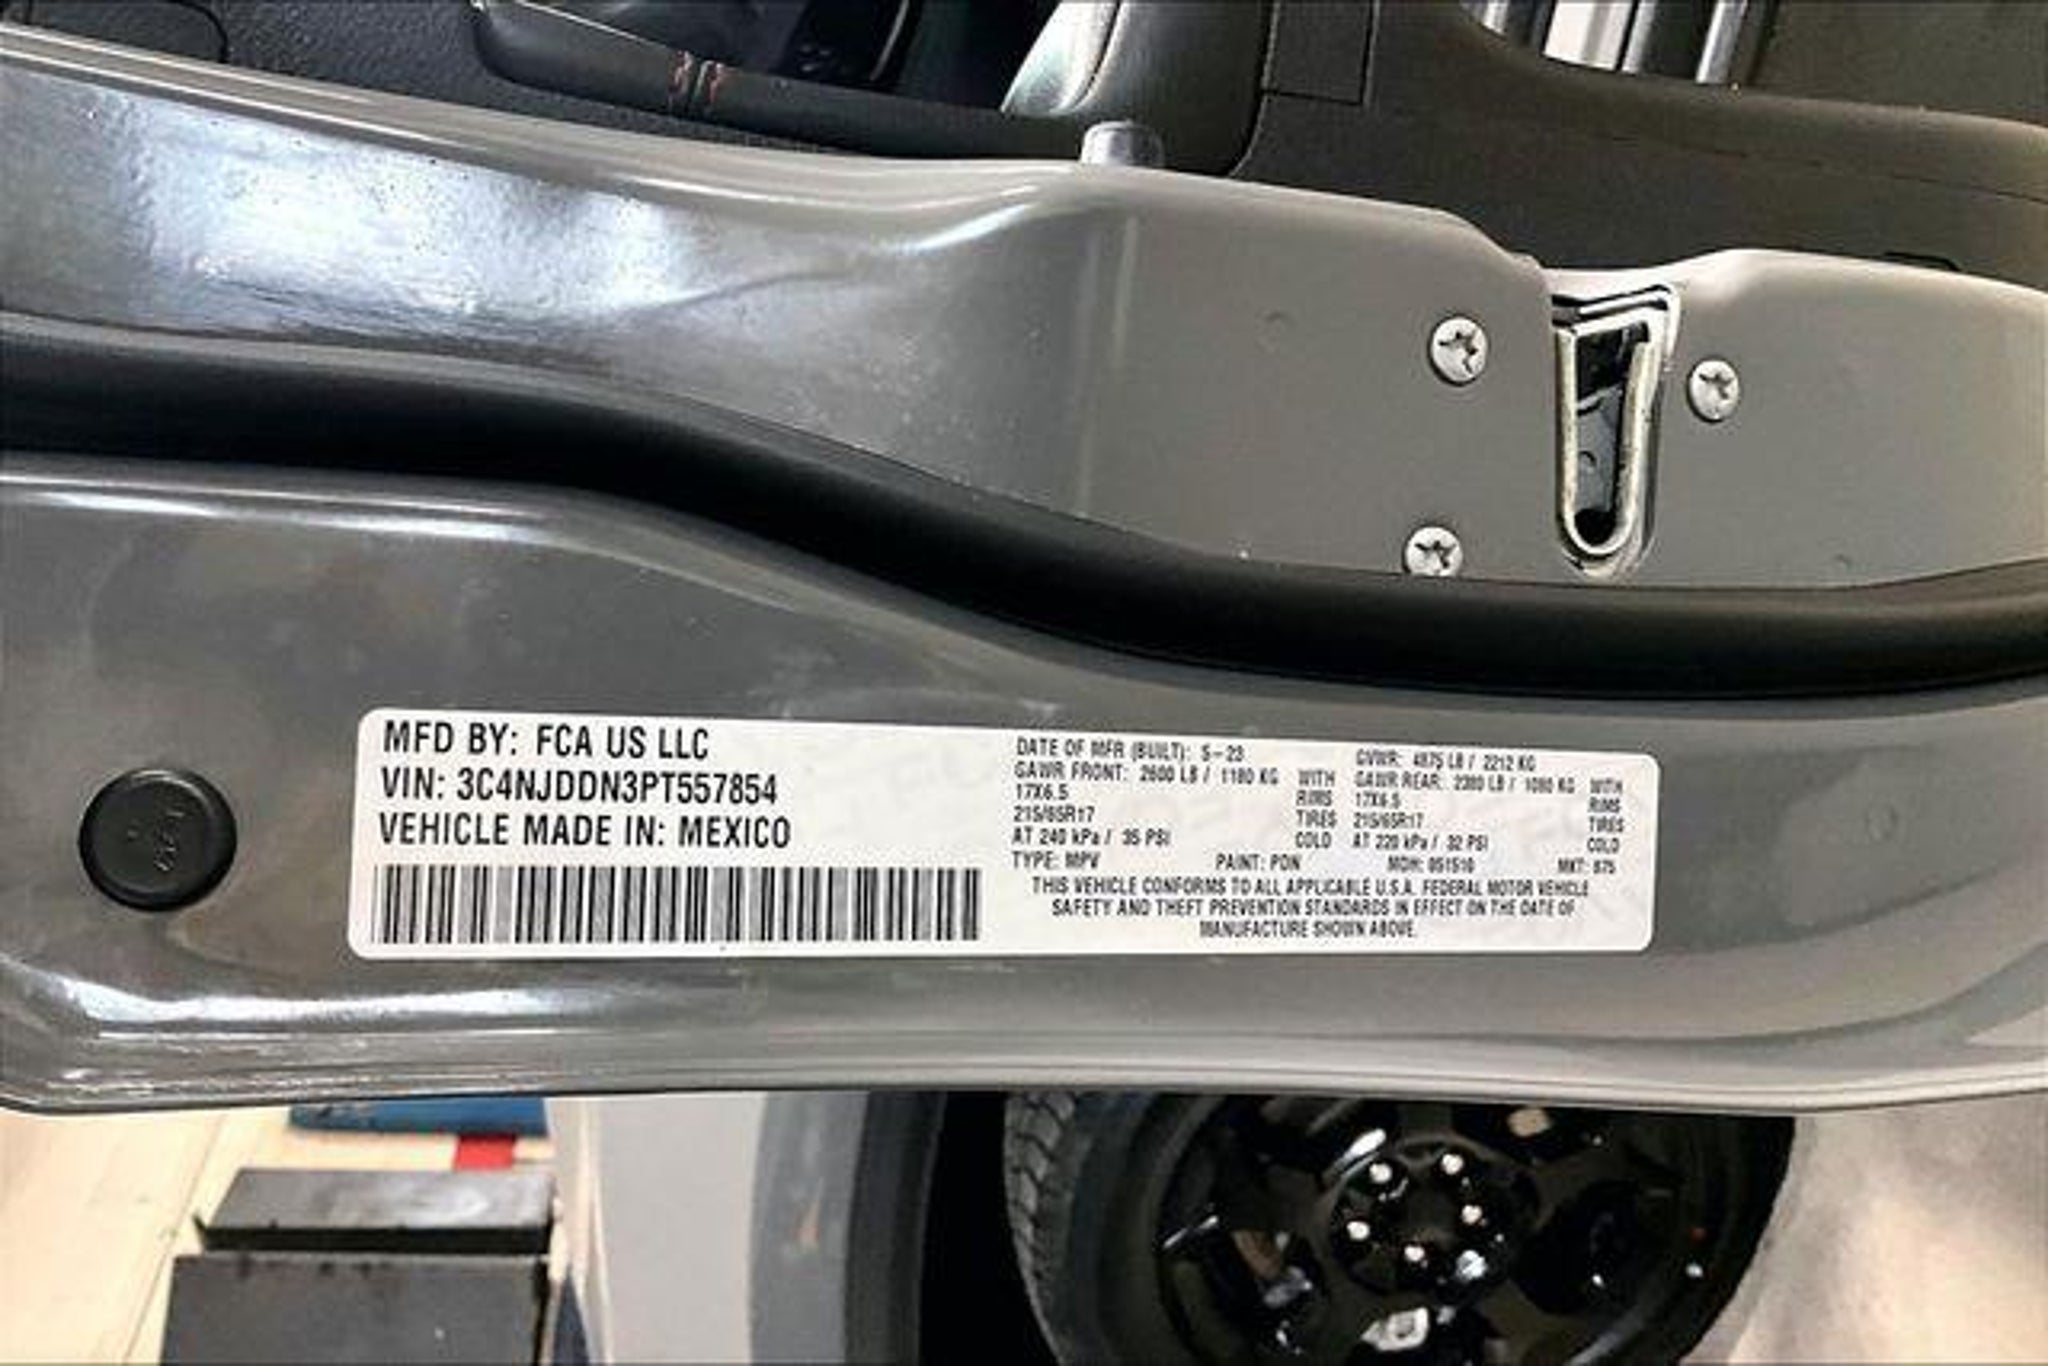 MFD BY: FCA US LLC
VIN: 3C4NJDDN3PT557854
VEHICLE MADE IN: MEXICO
DATE OF MFR (BUILT): 5-23 GVWR: 4875 LB / 2212 KG
GAWR FRONT: 2600 LB / 1180 KG WITH GAWR REAR: 2380 LB / 1080 KG WITH
17X6.5 RIMS 17X6.5 RIMS
215/65R17 TIRES 215/65R17 TIRES
AT 240 kPa / 35 PSI COLD AT 220 kPa / 32 PSI COLD
TYPE: MPV PAINT: PDN MDH: 051510 MKT:
THIS VEHICLE CONFORMS TO ALL APPLICABLE U.S.A. FEDERAL MOTOR VEHICLE
SAFETY AND THEFT PREVENTION STANDARDS IN EFFECT ON THE DATE OF
MANUFACTURE SHOWN ABOVE.